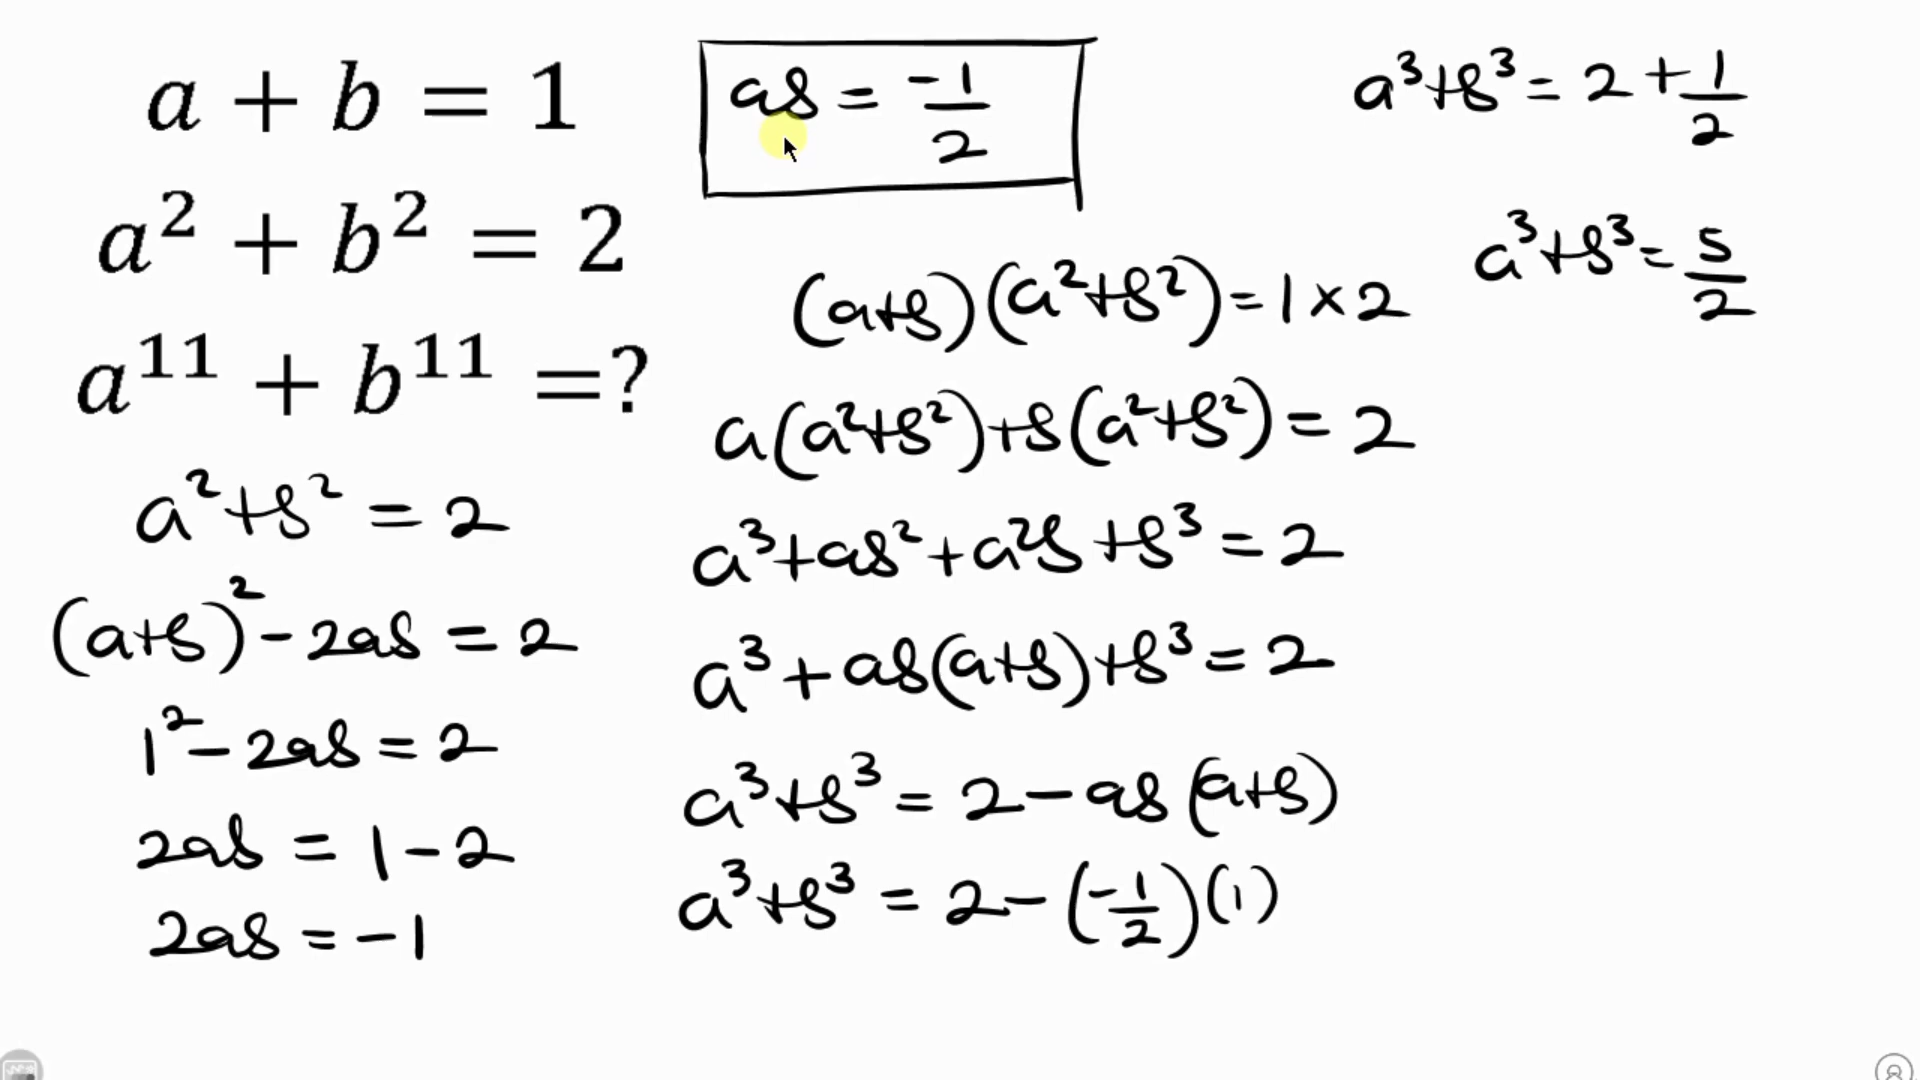 a + b = 1
a² + b² = 2
a¹¹ + b¹¹ =?
a²+b² = 2
(a+b)² - 2ab = 2
1² - 2ab = 2
2ab = 1 - 2
2ab = -1
ab = -1/2
(a+b)(a²+b²) = 1 × 2
a(a²+b²)+b(a²+b²) = 2
a³+ab²+a²b+b³ = 2
a³ + ab(a+b)+b³ = 2
a³+b³ = 2 - ab(a+b)
a³+b³ = 2 - (-1/2)(1)
a³+b³ = 2 + 1/2
a³+b³ = 5/2